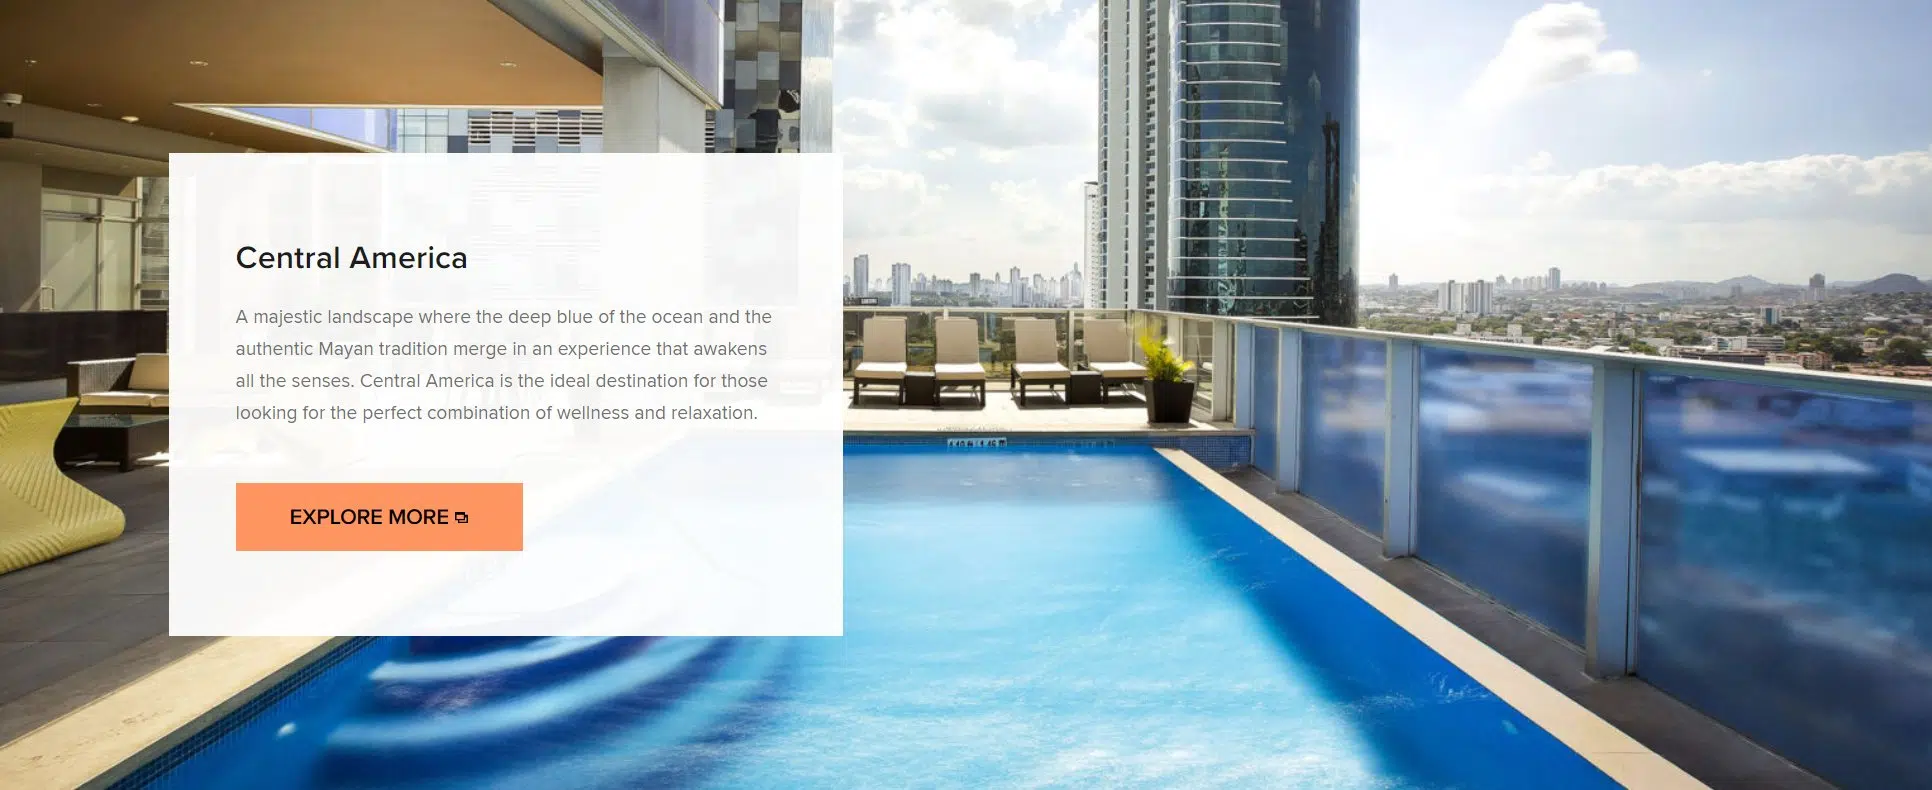 Central America
A majestic landscape where the deep blue of the ocean and the
authentic Mayan tradition merge in an experience that awakens
all the senses. Central America is the ideal destination for those
looking for the perfect combination of wellness and relaxation.
EXPLORE MORE